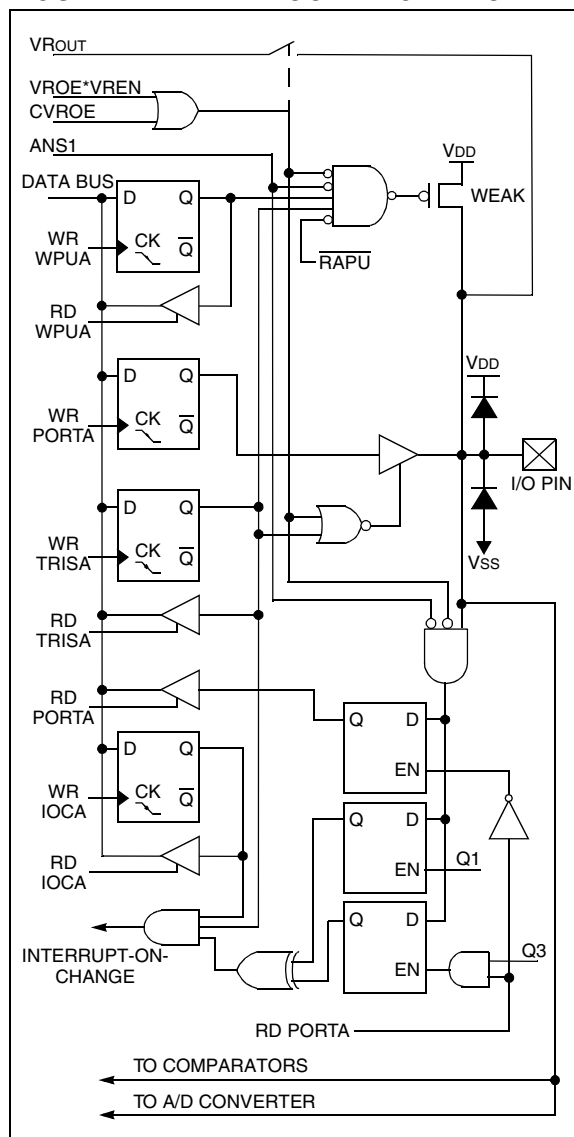 VROUT
VROE*VREN
CVROE
ANS1
VDD
DATA BUS
D Q
WEAK
WR
WPUA
CK Q
RAPU
RD
WPUA
VDD
D Q
WR
PORTA
CK Q
I/O PIN
D Q
VSS
WR
TRISA
CK Q
RD
TRISA
RD
PORTA
Q D
EN
D Q
WR
IOCA
CK Q
Q D
EN
Q1
RD
IOCA
Q D
INTERRUPT-ON-
CHANGE
EN
Q3
RD PORTA
TO COMPARATORS
TO A/D CONVERTER